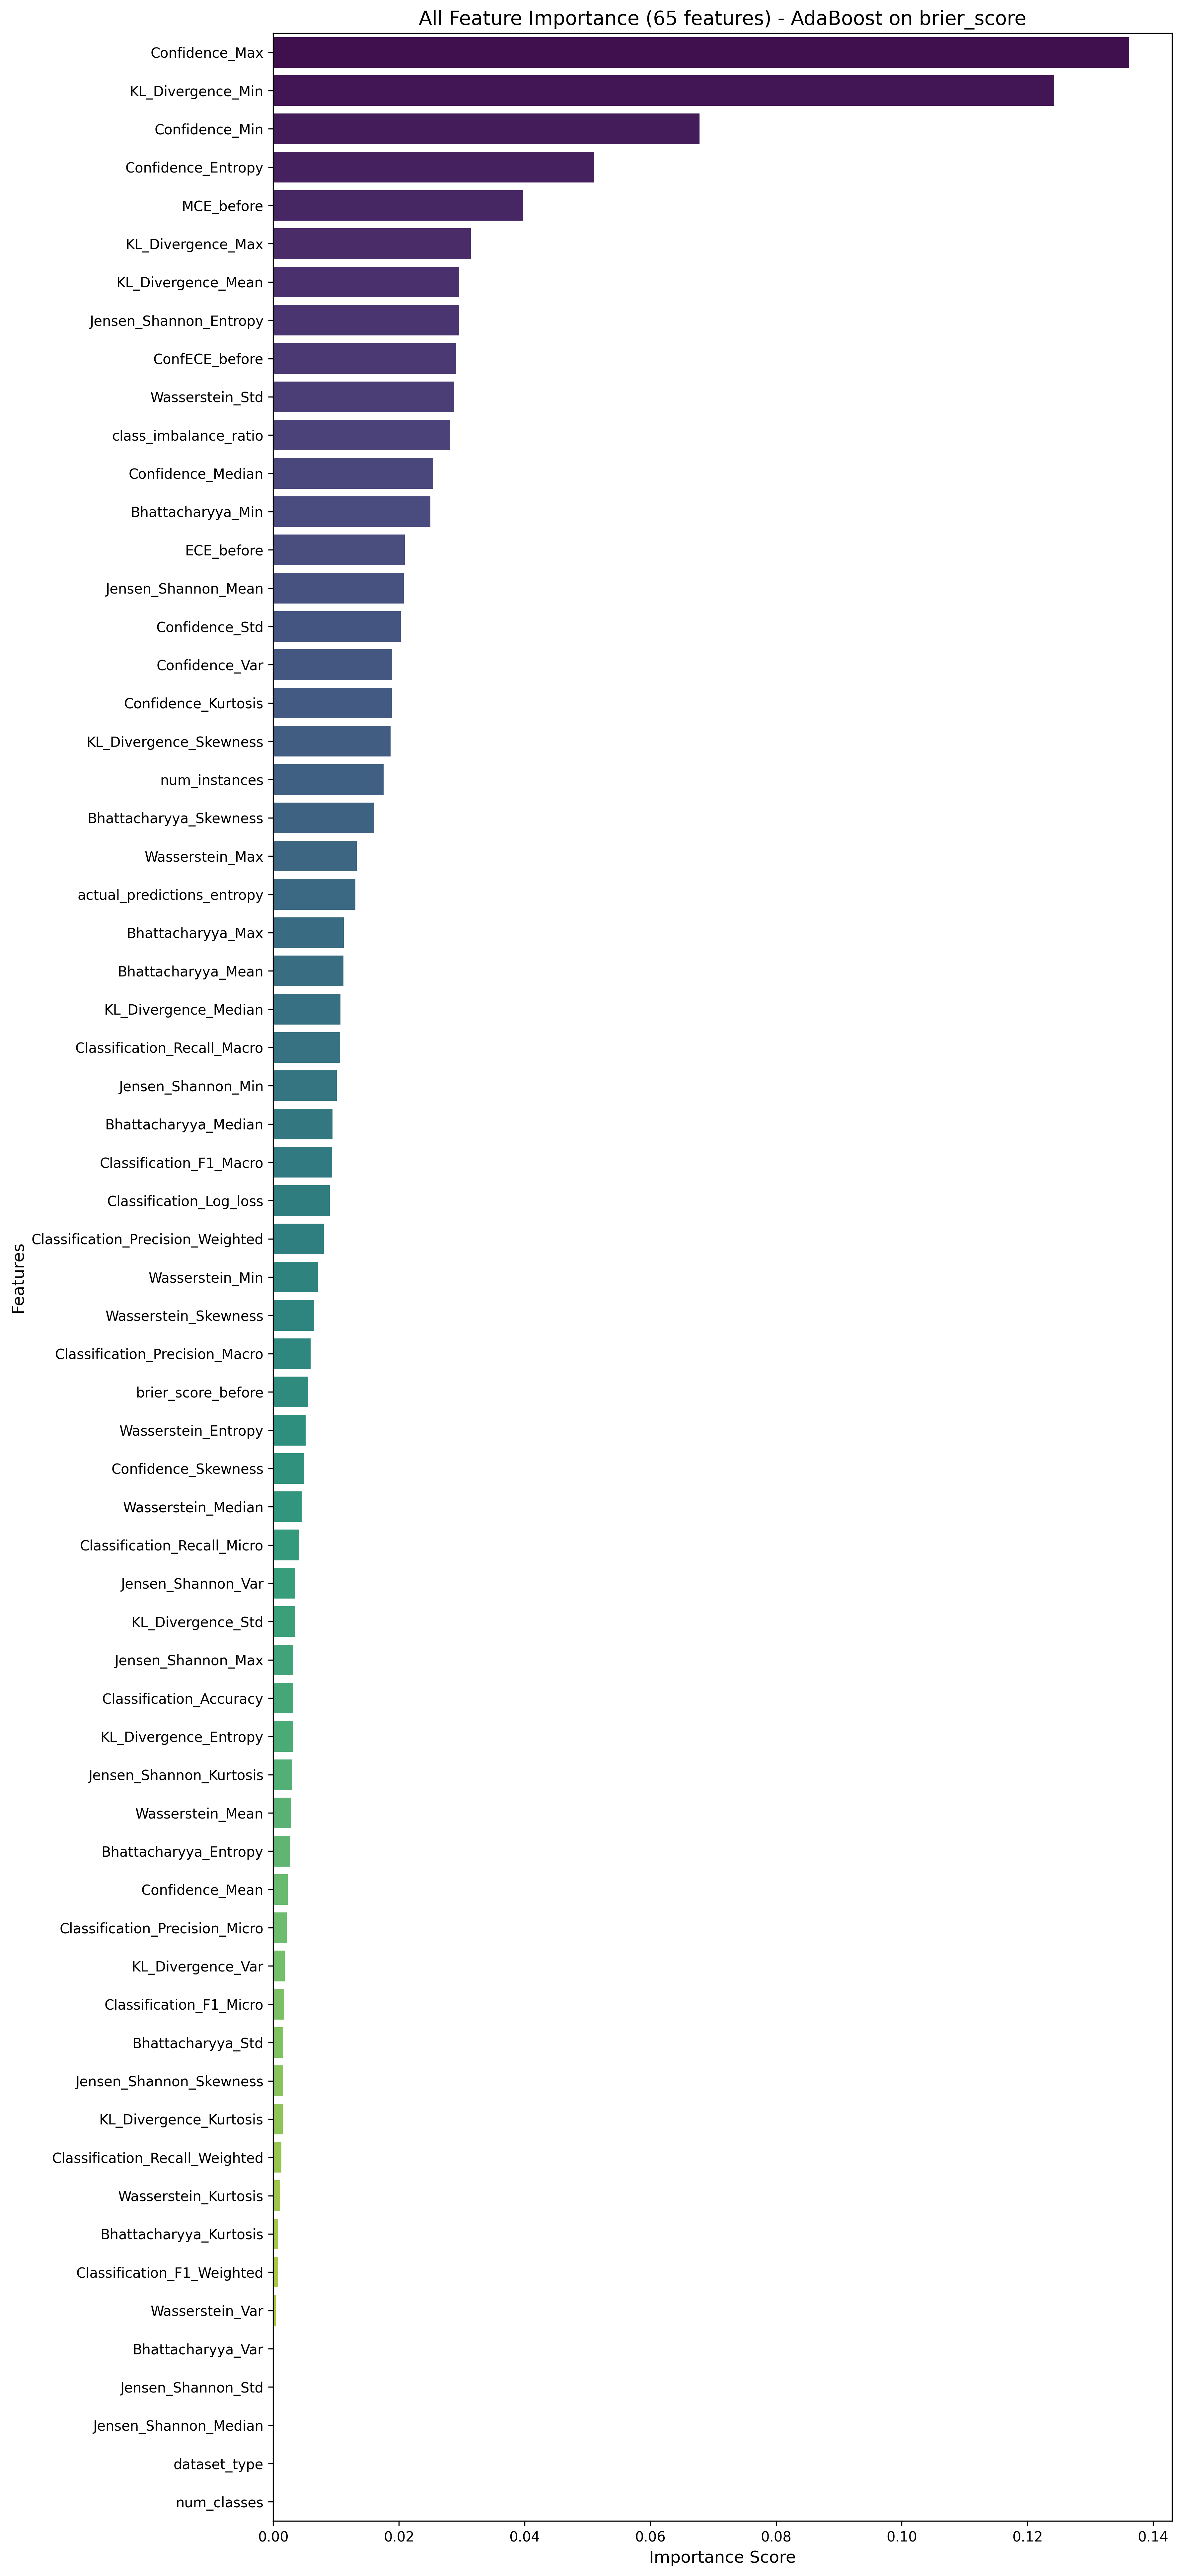 All Feature Importance (65 features) - AdaBoost on brier_score
Confidence_Max
KL_Divergence_Min
Confidence_Min
Confidence_Entropy
MCE_before
KL_Divergence_Max
KL_Divergence_Mean
Jensen_Shannon_Entropy
ConfECE_before
Wasserstein_Std
class_imbalance_ratio
Confidence_Median
Bhattacharyya_Min
ECE_before
Jensen_Shannon_Mean
Confidence_Std
Confidence_Var
Confidence_Kurtosis
KL_Divergence_Skewness
num_instances
Bhattacharyya_Skewness
Wasserstein_Max
actual_predictions_entropy
Bhattacharyya_Max
Bhattacharyya_Mean
KL_Divergence_Median
Classification_Recall_Macro
Jensen_Shannon_Min
Bhattacharyya_Median
Classification_F1_Macro
Classification_Log_loss
Classification_Precision_Weighted
Wasserstein_Min
Wasserstein_Skewness
Classification_Precision_Macro
brier_score_before
Wasserstein_Entropy
Confidence_Skewness
Wasserstein_Median
Classification_Recall_Micro
Jensen_Shannon_Var
KL_Divergence_Std
Jensen_Shannon_Max
Classification_Accuracy
KL_Divergence_Entropy
Jensen_Shannon_Kurtosis
Wasserstein_Mean
Bhattacharyya_Entropy
Confidence_Mean
Classification_Precision_Micro
KL_Divergence_Var
Classification_F1_Micro
Bhattacharyya_Std
Jensen_Shannon_Skewness
KL_Divergence_Kurtosis
Classification_Recall_Weighted
Wasserstein_Kurtosis
Bhattacharyya_Kurtosis
Classification_F1_Weighted
Wasserstein_Var
Bhattacharyya_Var
Jensen_Shannon_Std
Jensen_Shannon_Median
dataset_type
num_classes
Features
0.00 0.02 0.04 0.06 0.08 0.10 0.12 0.14
Importance Score